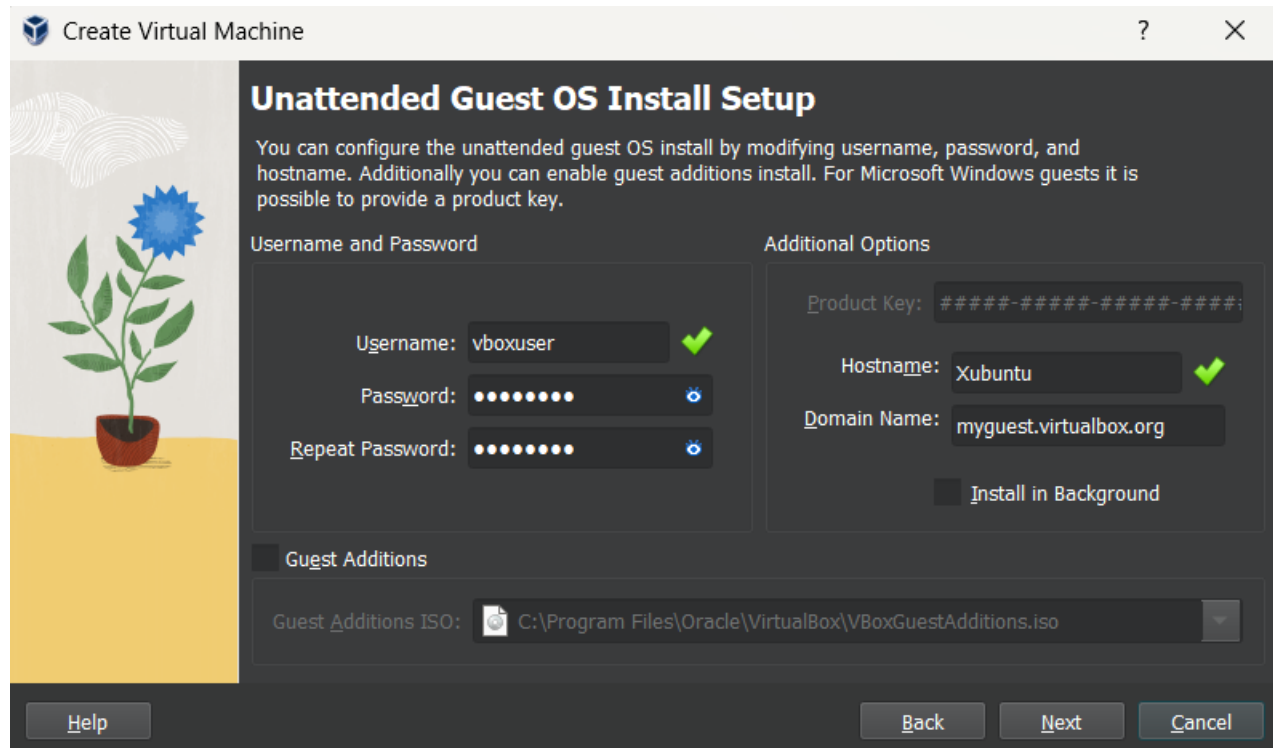 Create Virtual Machine
?
Unattended Guest OS Install Setup
You can configure the unattended guest OS install by modifying username, password, and
hostname. Additionally you can enable guest additions install. For Microsoft Windows guests it is
possible to provide a product key.
Username and Password
Username: vboxuser
Password: ●●●●●●●●
Repeat Password: ●●●●●●●●
Additional Options
Product Key: #####-#####-#####-####
Hostname: Xubuntu
Domain Name: myguest.virtualbox.org
Install in Background
Guest Additions
Guest Additions ISO: C:\Program Files\Oracle\VirtualBox\VBoxGuestAdditions.iso
Help
Back
Next
Cancel